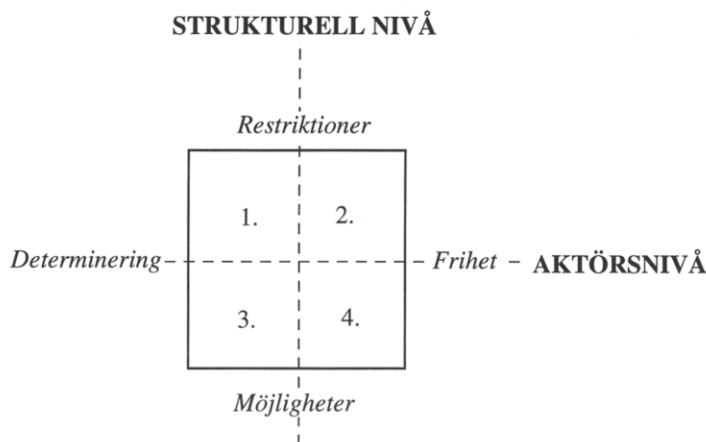 STRUKTURELL NIVÅ
Restriktioner
1. 2.
Determinering Frihet AKTÖRSNIVÅ
3. 4.
Möjligheter